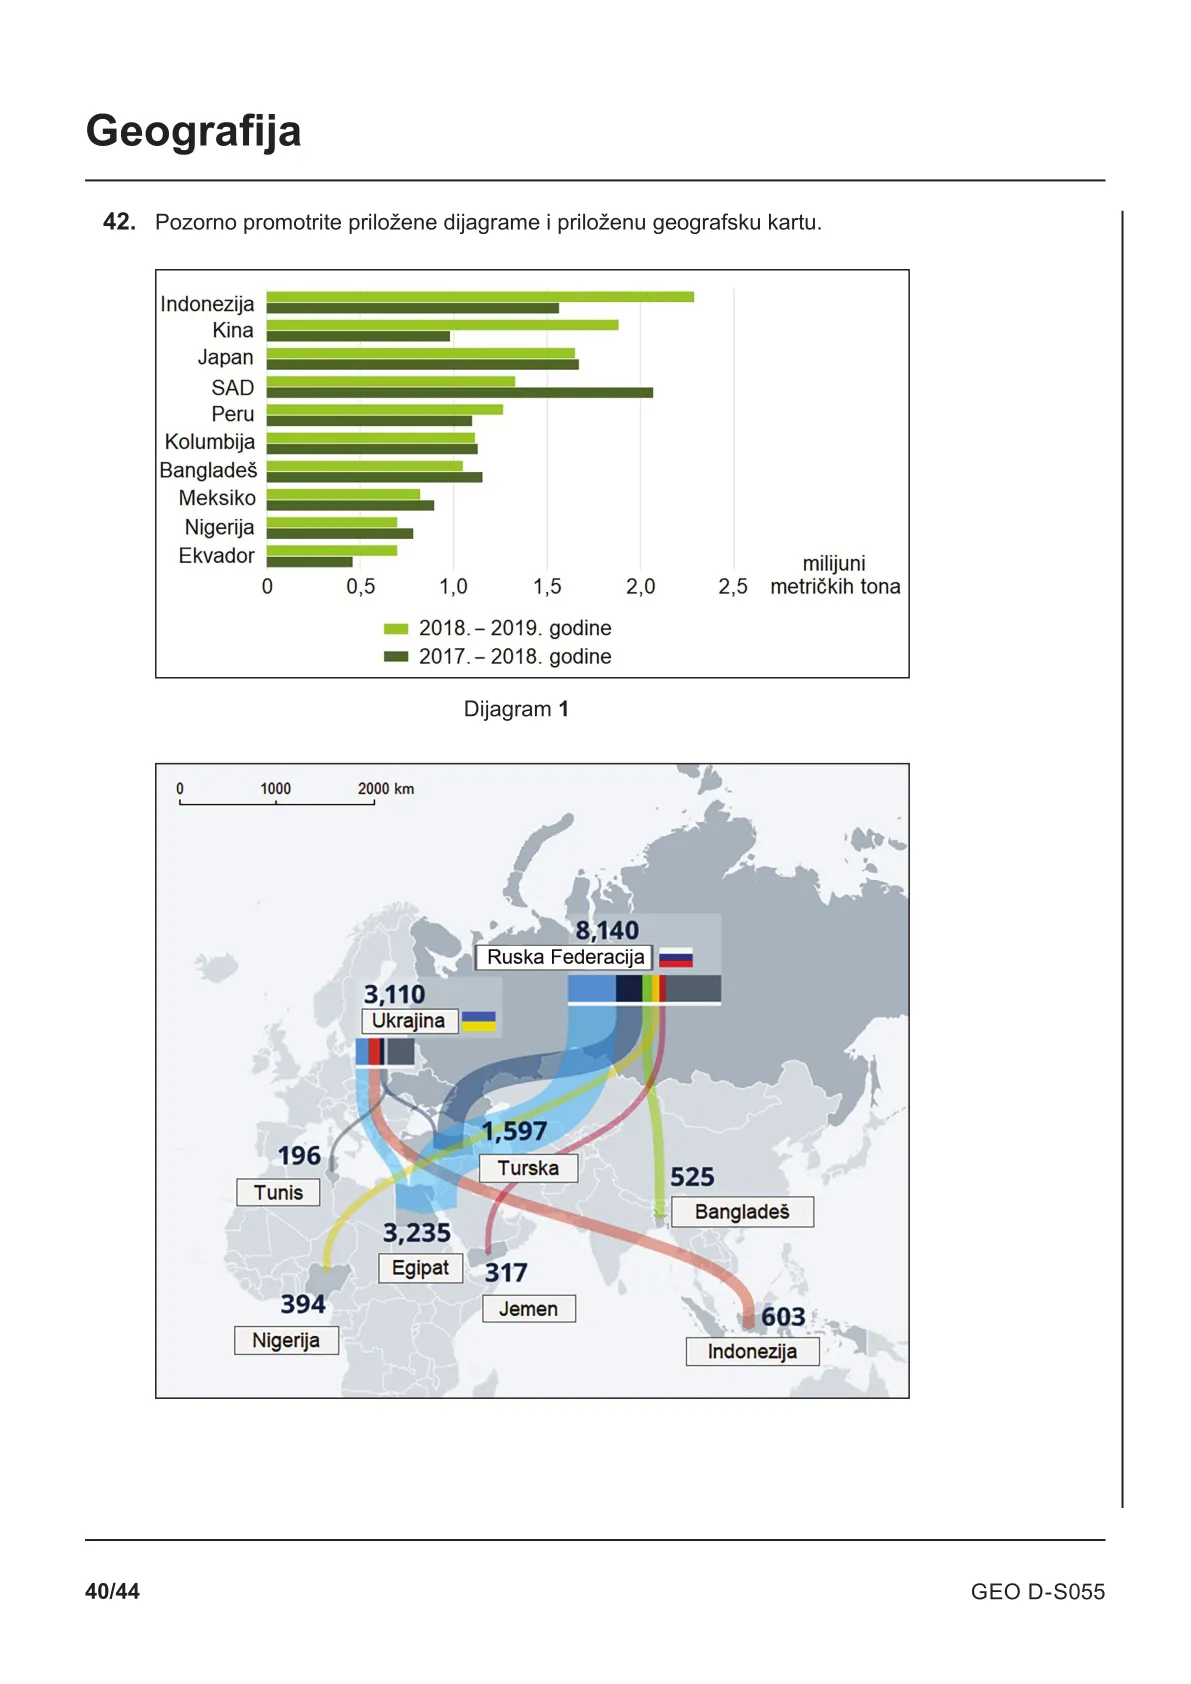 Geografija
42. Pozorno promotrite priložene dijagrame i priloženu geografsku kartu.
Indonezija
Kina
Japan
SAD
Peru
Kolumbija
Bangladeš
Meksiko
Nigerija
Ekvador
milijuni
0 0,5 1,0 1,5 2,0 2,5 metričkih tona
2018. – 2019. godine
2017. – 2018. godine
Dijagram 1
0 1000 2000 km
8,140
Ruska Federacija
3,110
Ukrajina
1,597
Turska
196
Tunis
525
Bangladeš
3,235
Egipat
317
Jemen
394
Nigerija
603
Indonezija
40/44
GEO D-S055